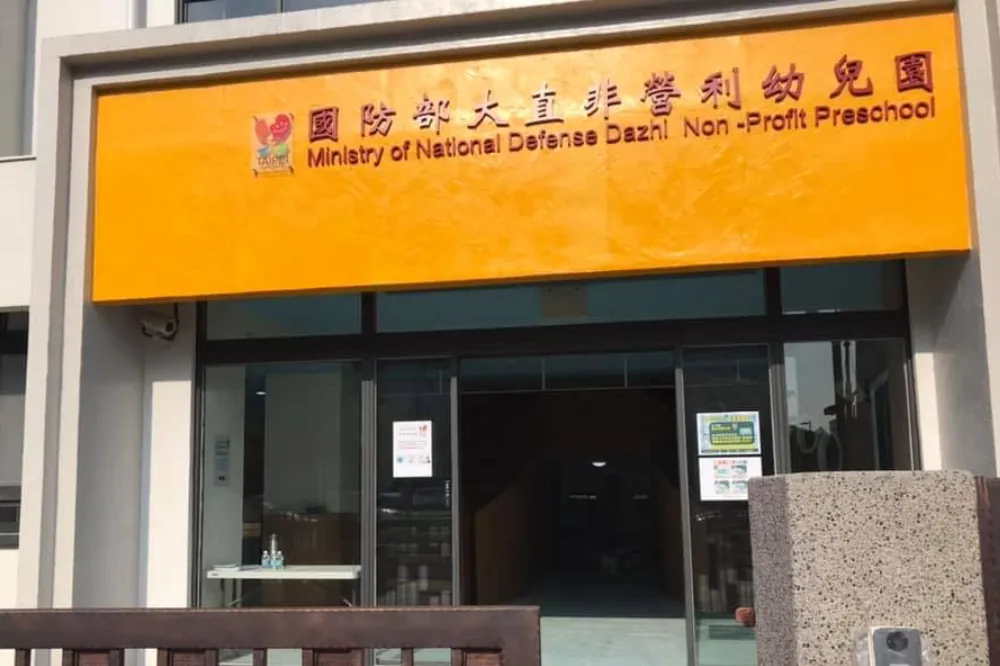 國防部大直非營利幼兒園
TAIPEI
Ministry of National Defense Dazhi Non -Profit Preschool